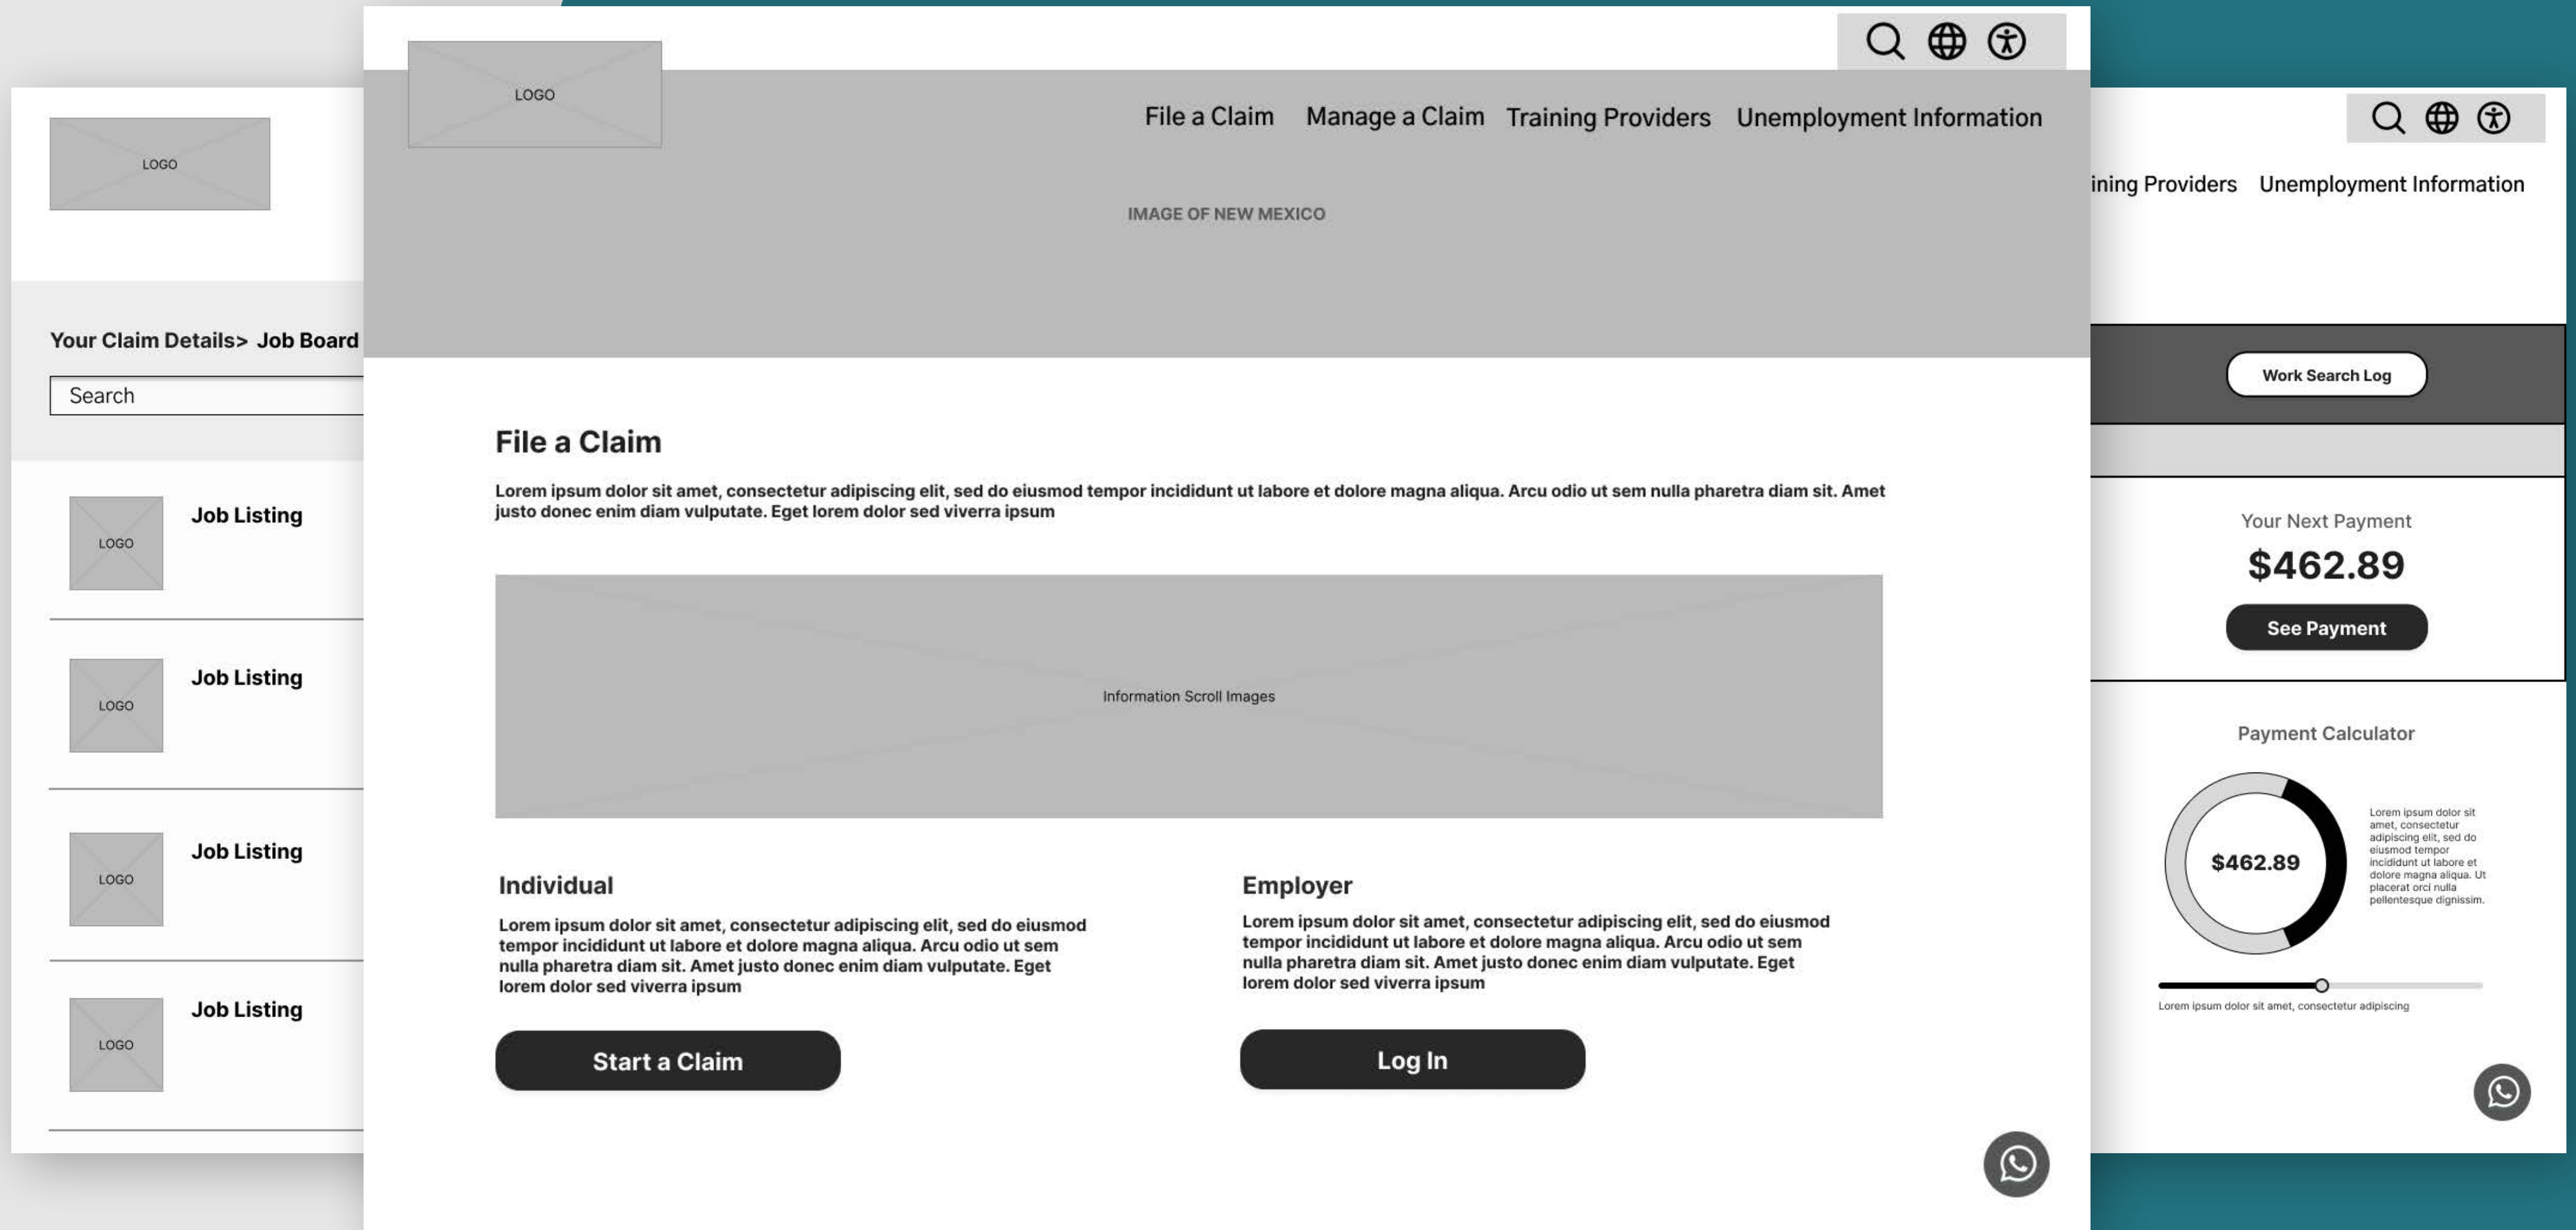 LOGO
Your Claim Details> Job Board
Search
LOGO
Job Listing
LOGO
Job Listing
LOGO
Job Listing
LOGO
Job Listing
LOGO
File a Claim
Manage a Claim
Training Providers
Unemployment Information
IMAGE OF NEW MEXICO
File a Claim
Lorem ipsum dolor sit amet, consectetur adipiscing elit, sed do eiusmod tempor incididunt ut labore et dolore magna aliqua. Arcu odio ut sem nulla pharetra diam sit. Amet
justo donec enim diam vulputate. Eget lorem dolor sed viverra ipsum
Information Scroll Images
Individual
Lorem ipsum dolor sit amet, consectetur adipiscing elit, sed do eiusmod
tempor incididunt ut labore et dolore magna aliqua. Arcu odio ut sem
nulla pharetra diam sit. Amet justo donec enim diam vulputate. Eget
lorem dolor sed viverra ipsum
Start a Claim
Employer
Lorem ipsum dolor sit amet, consectetur adipiscing elit, sed do eiusmod
tempor incididunt ut labore et dolore magna aliqua. Arcu odio ut sem
nulla pharetra diam sit. Amet justo donec enim diam vulputate. Eget
lorem dolor sed viverra ipsum
Log In
ining Providers
Unemployment Information
Work Search Log
Your Next Payment
$462.89
See Payment
Payment Calculator
$462.89
Lorem ipsum dolor sit
amet, consectetur
adipiscing elit, sed do
eiusmod tempor
incididunt ut labore et
dolore magna aliqua. Ut
placerat orci nulla
pellentesque dignissim.
Lorem ipsum dolor sit amet, consectetur adipiscing